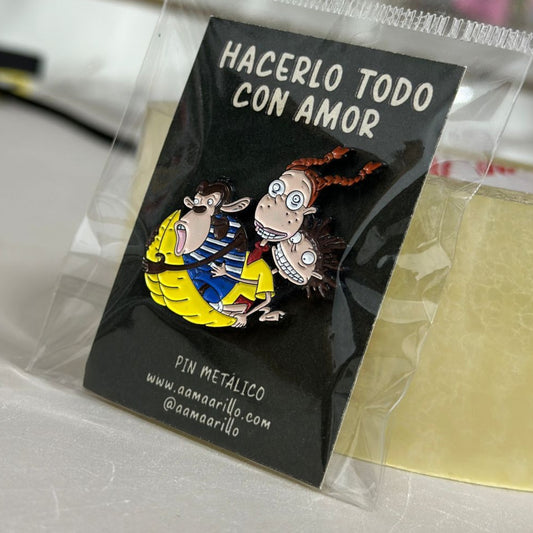 HACERLO TODO
CON AMOR
PIN METÁLICO
www.aamaarillo.com
@aamaarillo